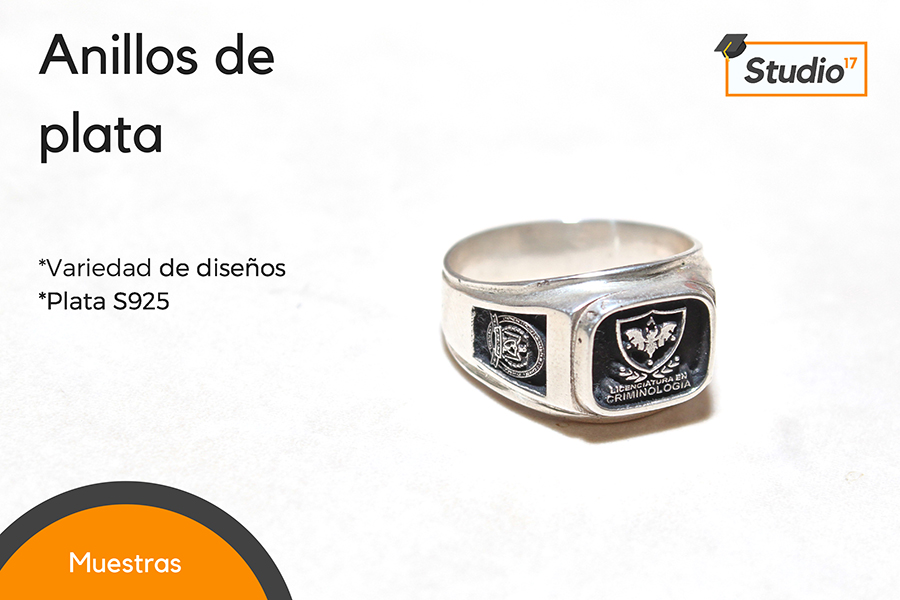 Anillos de
plata
Studio17
*Variedad de diseños
*Plata S925
LICENCIATURA EN
CRIMINOLOGIA
Muestras